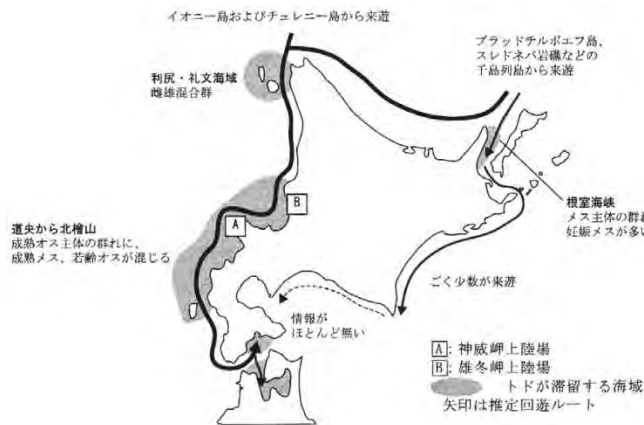 イオニー島およびチュレニー島から来遊
ブラッドチルポエフ島、
スレドネバ岩礁などの
千島列島から来遊
利尻・礼文海域
雌雄混合群
根室海峡
メス主体の群れ
妊娠メスが多い
B
A
道央から北檜山
成熟オス主体の群れに、
成熟メス、若齢オスが混じる
ごく少数が来遊
情報が
ほとんど無い
A: 神威岬上陸場
B: 雄冬岬上陸場
トドが滞留する海域
矢印は推定回遊ルート